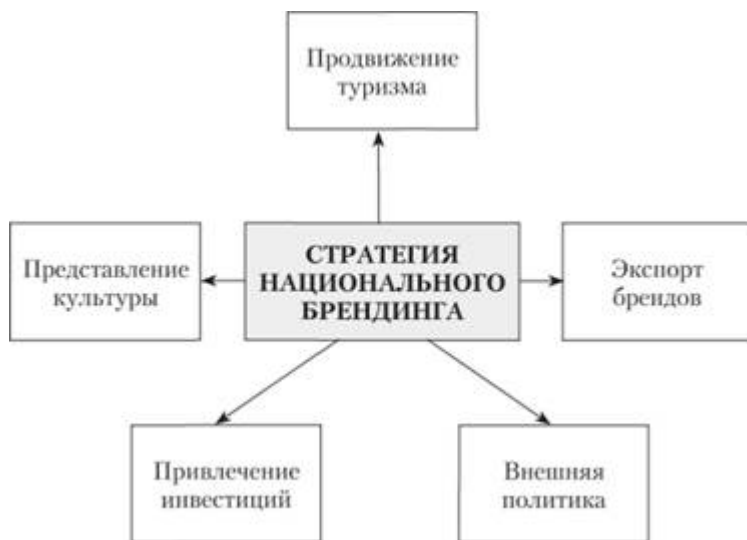 Продвижение
туризма
Представление
культуры
СТРАТЕГИЯ
НАЦИОНАЛЬНОГО
БРЕНДИНГА
Экспорт
брендов
Привлечение
инвестиций
Внешняя
политика